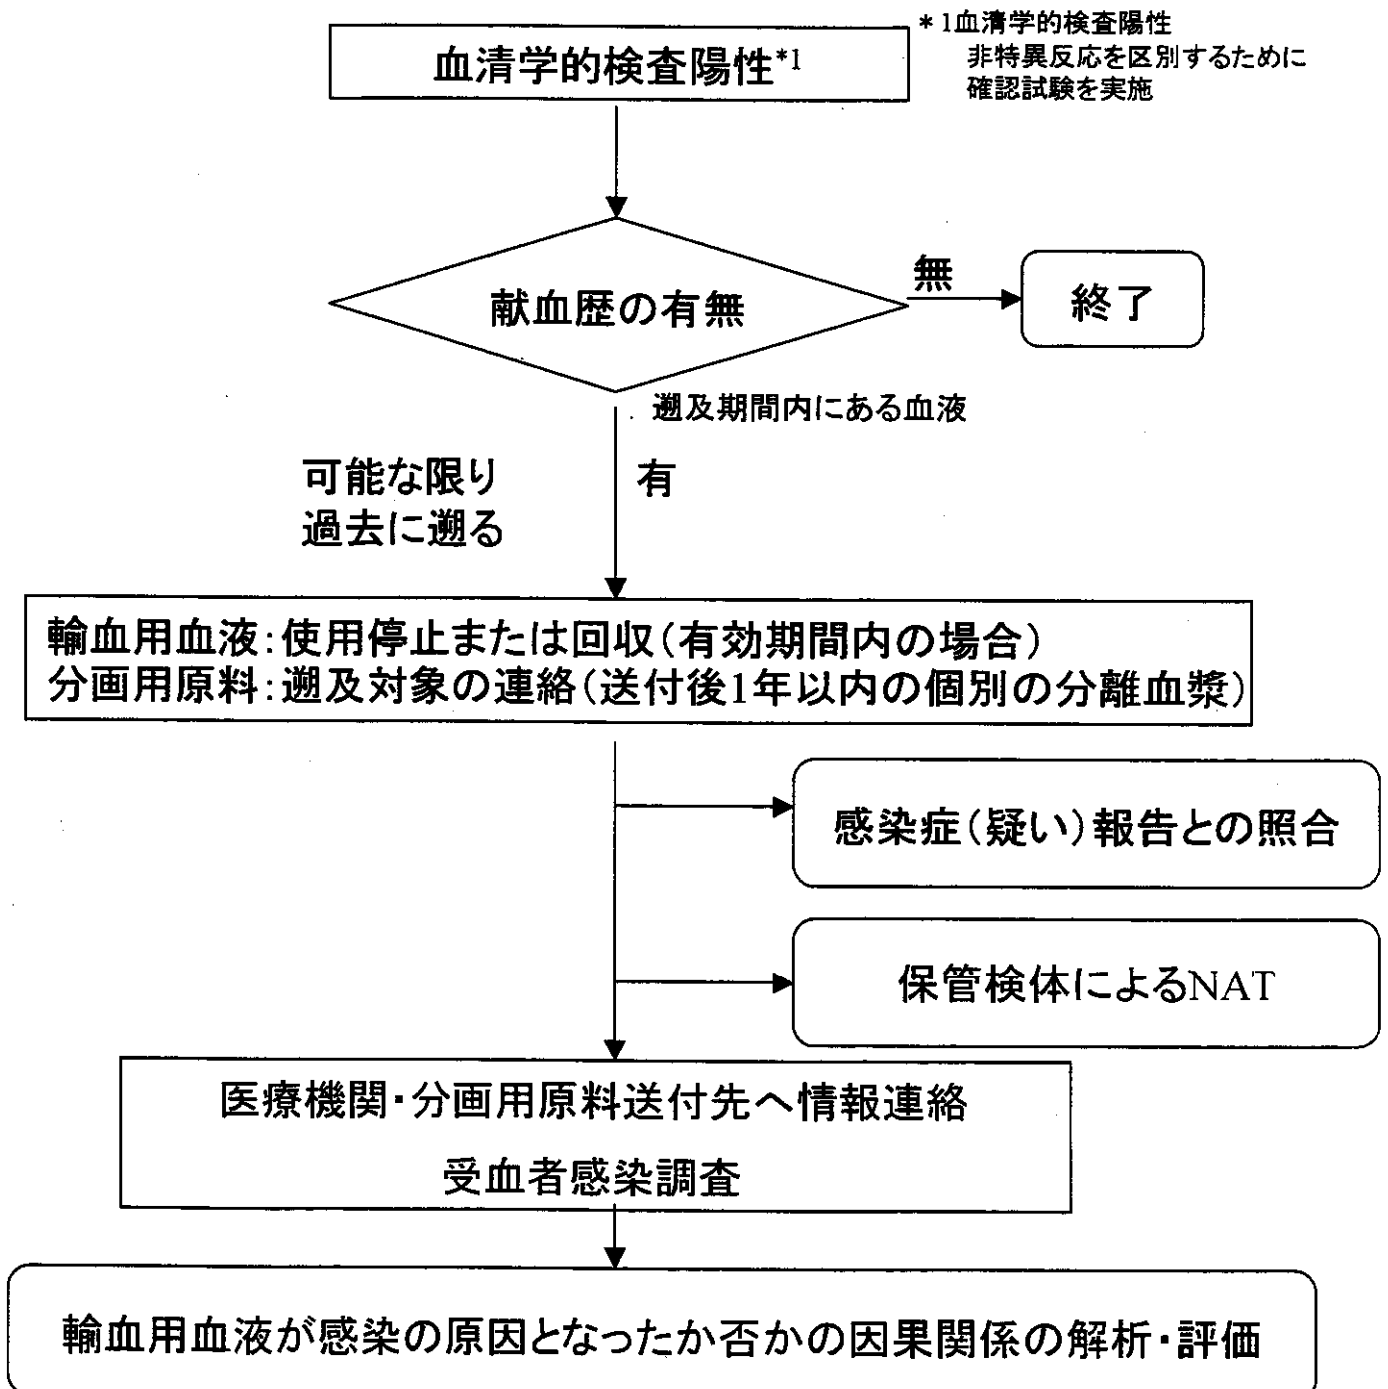 血清学的検査陽性*1
*1血清学的検査陽性
非特異反応を区別するために
確認試験を実施
献血歴の有無
無
終了
遡及期間内にある血液
可能な限り
過去に遡る
有
輸血用血液:使用停止または回収(有効期間内の場合)
分画用原料:遡及対象の連絡(送付後1年以内の個別の分離血漿)
感染症(疑い)報告との照合
保管検体によるNAT
医療機関・分画用原料送付先へ情報連絡
受血者感染調査
輸血用血液が感染の原因となったか否かの因果関係の解析・評価